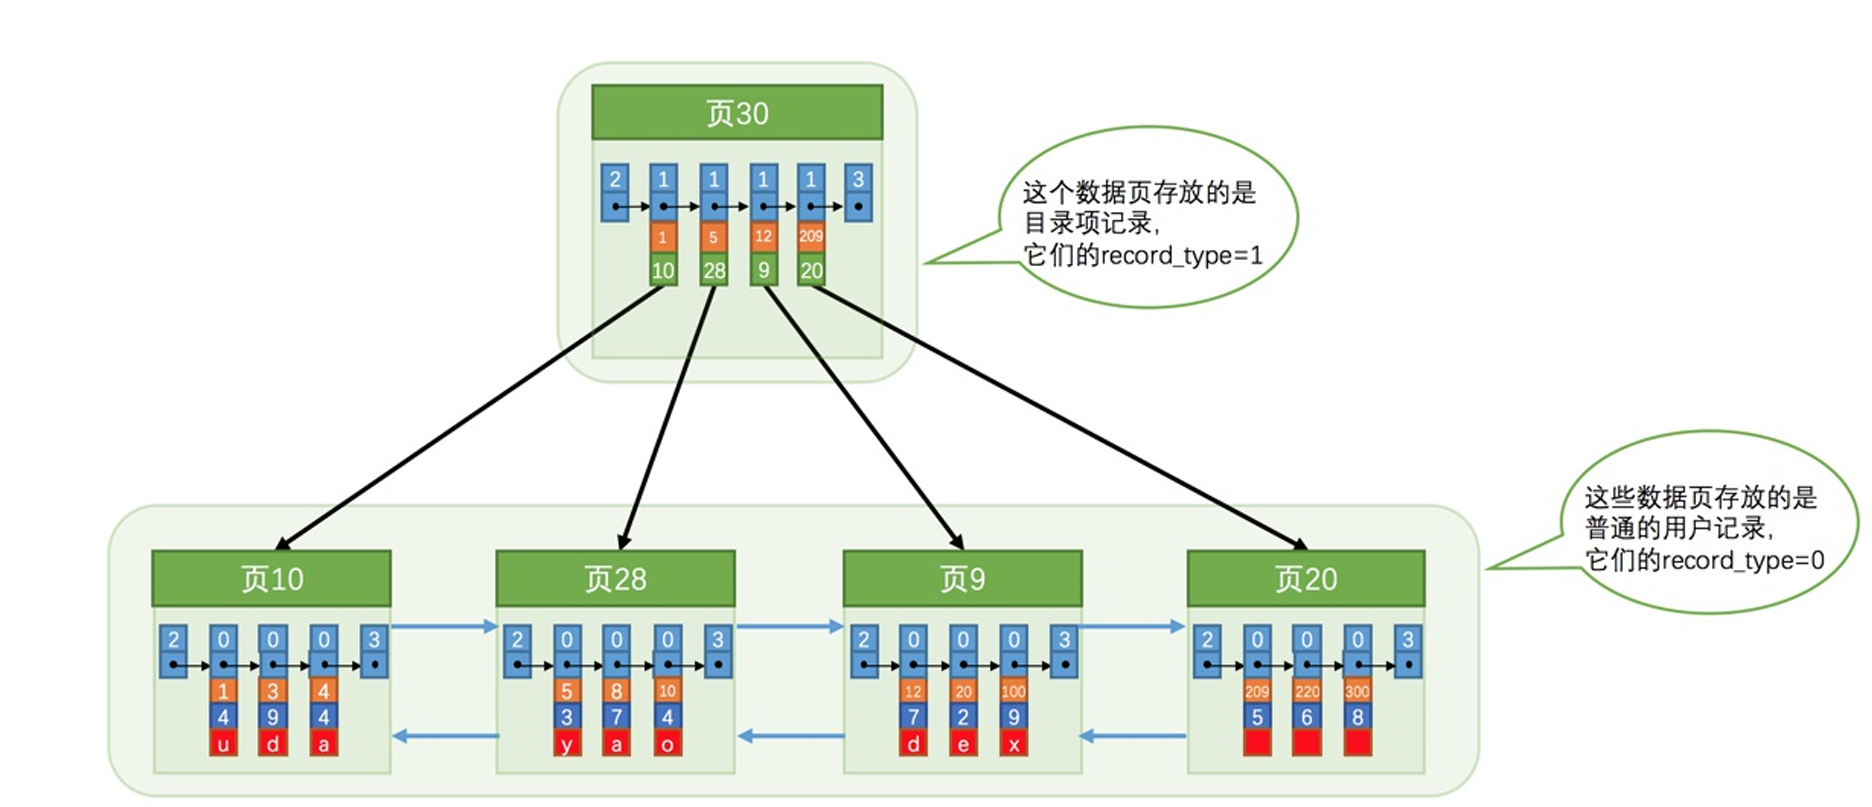 页30
2 1 1 1 1 3
1 5 12 209
10 28 9 20
这个数据页存放的是
目录项记录,
它们的record_type=1
这些数据页存放的是
普通的用户记录,
它们的record_type=0
页10
2 0 0 0 3
1 3 4
4 9 4
u d a
页28
2 0 0 0 3
5 8 10
3 7 4
y a o
页9
2 0 0 0 3
12 20 100
7 2 9
d e x
页20
2 0 0 0 3
209 220 300
5 6 8